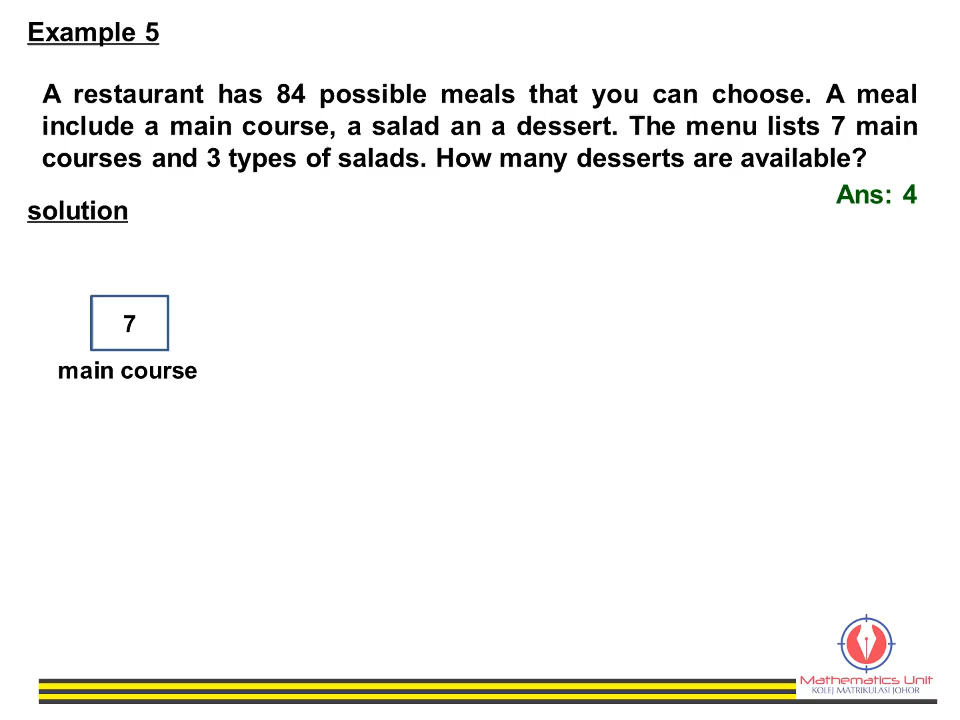 Example 5
A restaurant has 84 possible meals that you can choose. A meal
include a main course, a salad an a dessert. The menu lists 7 main
courses and 3 types of salads. How many desserts are available?
Ans: 4
solution
7
main course
Mathematics Unit
KOLEJ MATRIKULASI JOHOR